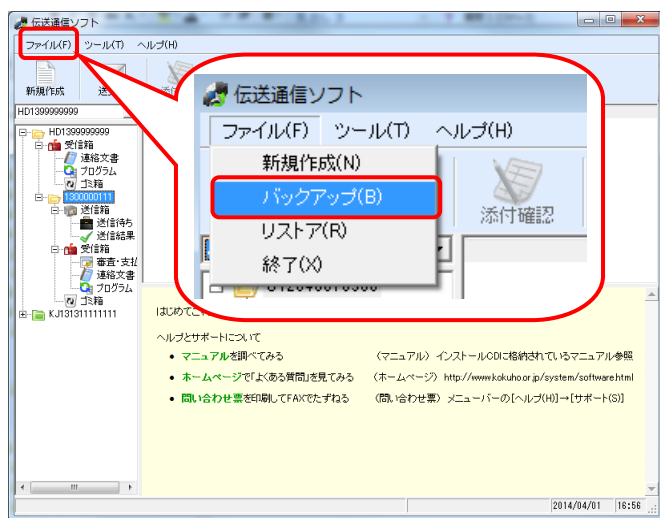 伝送通信ソフト
ファイル(F) ツール(T) ヘルプ(H)
新規作成
HD1399999999
HD1399999999
受信箱
連絡文書
プログラム
ゴミ箱
1300000111
送信箱
送信待ち
送信結果
受信箱
審査・支払
連絡文書
プログラム
ゴミ箱
KJ131311111111
伝送通信ソフト
ファイル(F) ツール(T) ヘルプ(H)
新規作成(N)
バックアップ(B)
リストア(R)
終了(X)
添付確認
はじめて
ヘルプとサポートについて
• マニュアルを調べてみる (マニュアル) インストールCDに格納されているマニュアル参照
• ホームページで「よくある質問」を見てみる (ホームページ) http://www.kokuho.or.jp/system/software.html
• 問い合わせ票を印刷してFAXでたずねる (問い合わせ票) メニューバーの[ヘルプ(H)]→[サポート(S)]
2014/04/01 16:56